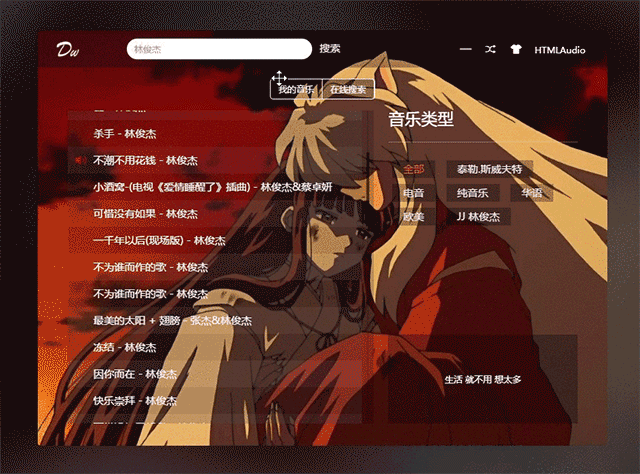 Dw 林俊杰 搜索 HTMLAudio
我的音乐 在线搜索
杀手 - 林俊杰
不潮不用花钱 - 林俊杰
小酒窝-(电视《爱情睡醒了》插曲) - 林俊杰&蔡卓妍
可惜没有如果 - 林俊杰
一千年以后(现场版) - 林俊杰
不为谁而作的歌 - 林俊杰
不为谁而作的歌 - 林俊杰
最美的太阳 + 翅膀 - 张杰&林俊杰
冻结 - 林俊杰
因你而在 - 林俊杰
快乐崇拜 - 林俊杰
音乐类型
全部 泰勒.斯威夫特
电音 纯音乐 华语
欧美 JJ 林俊杰
生活 就不用 想太多